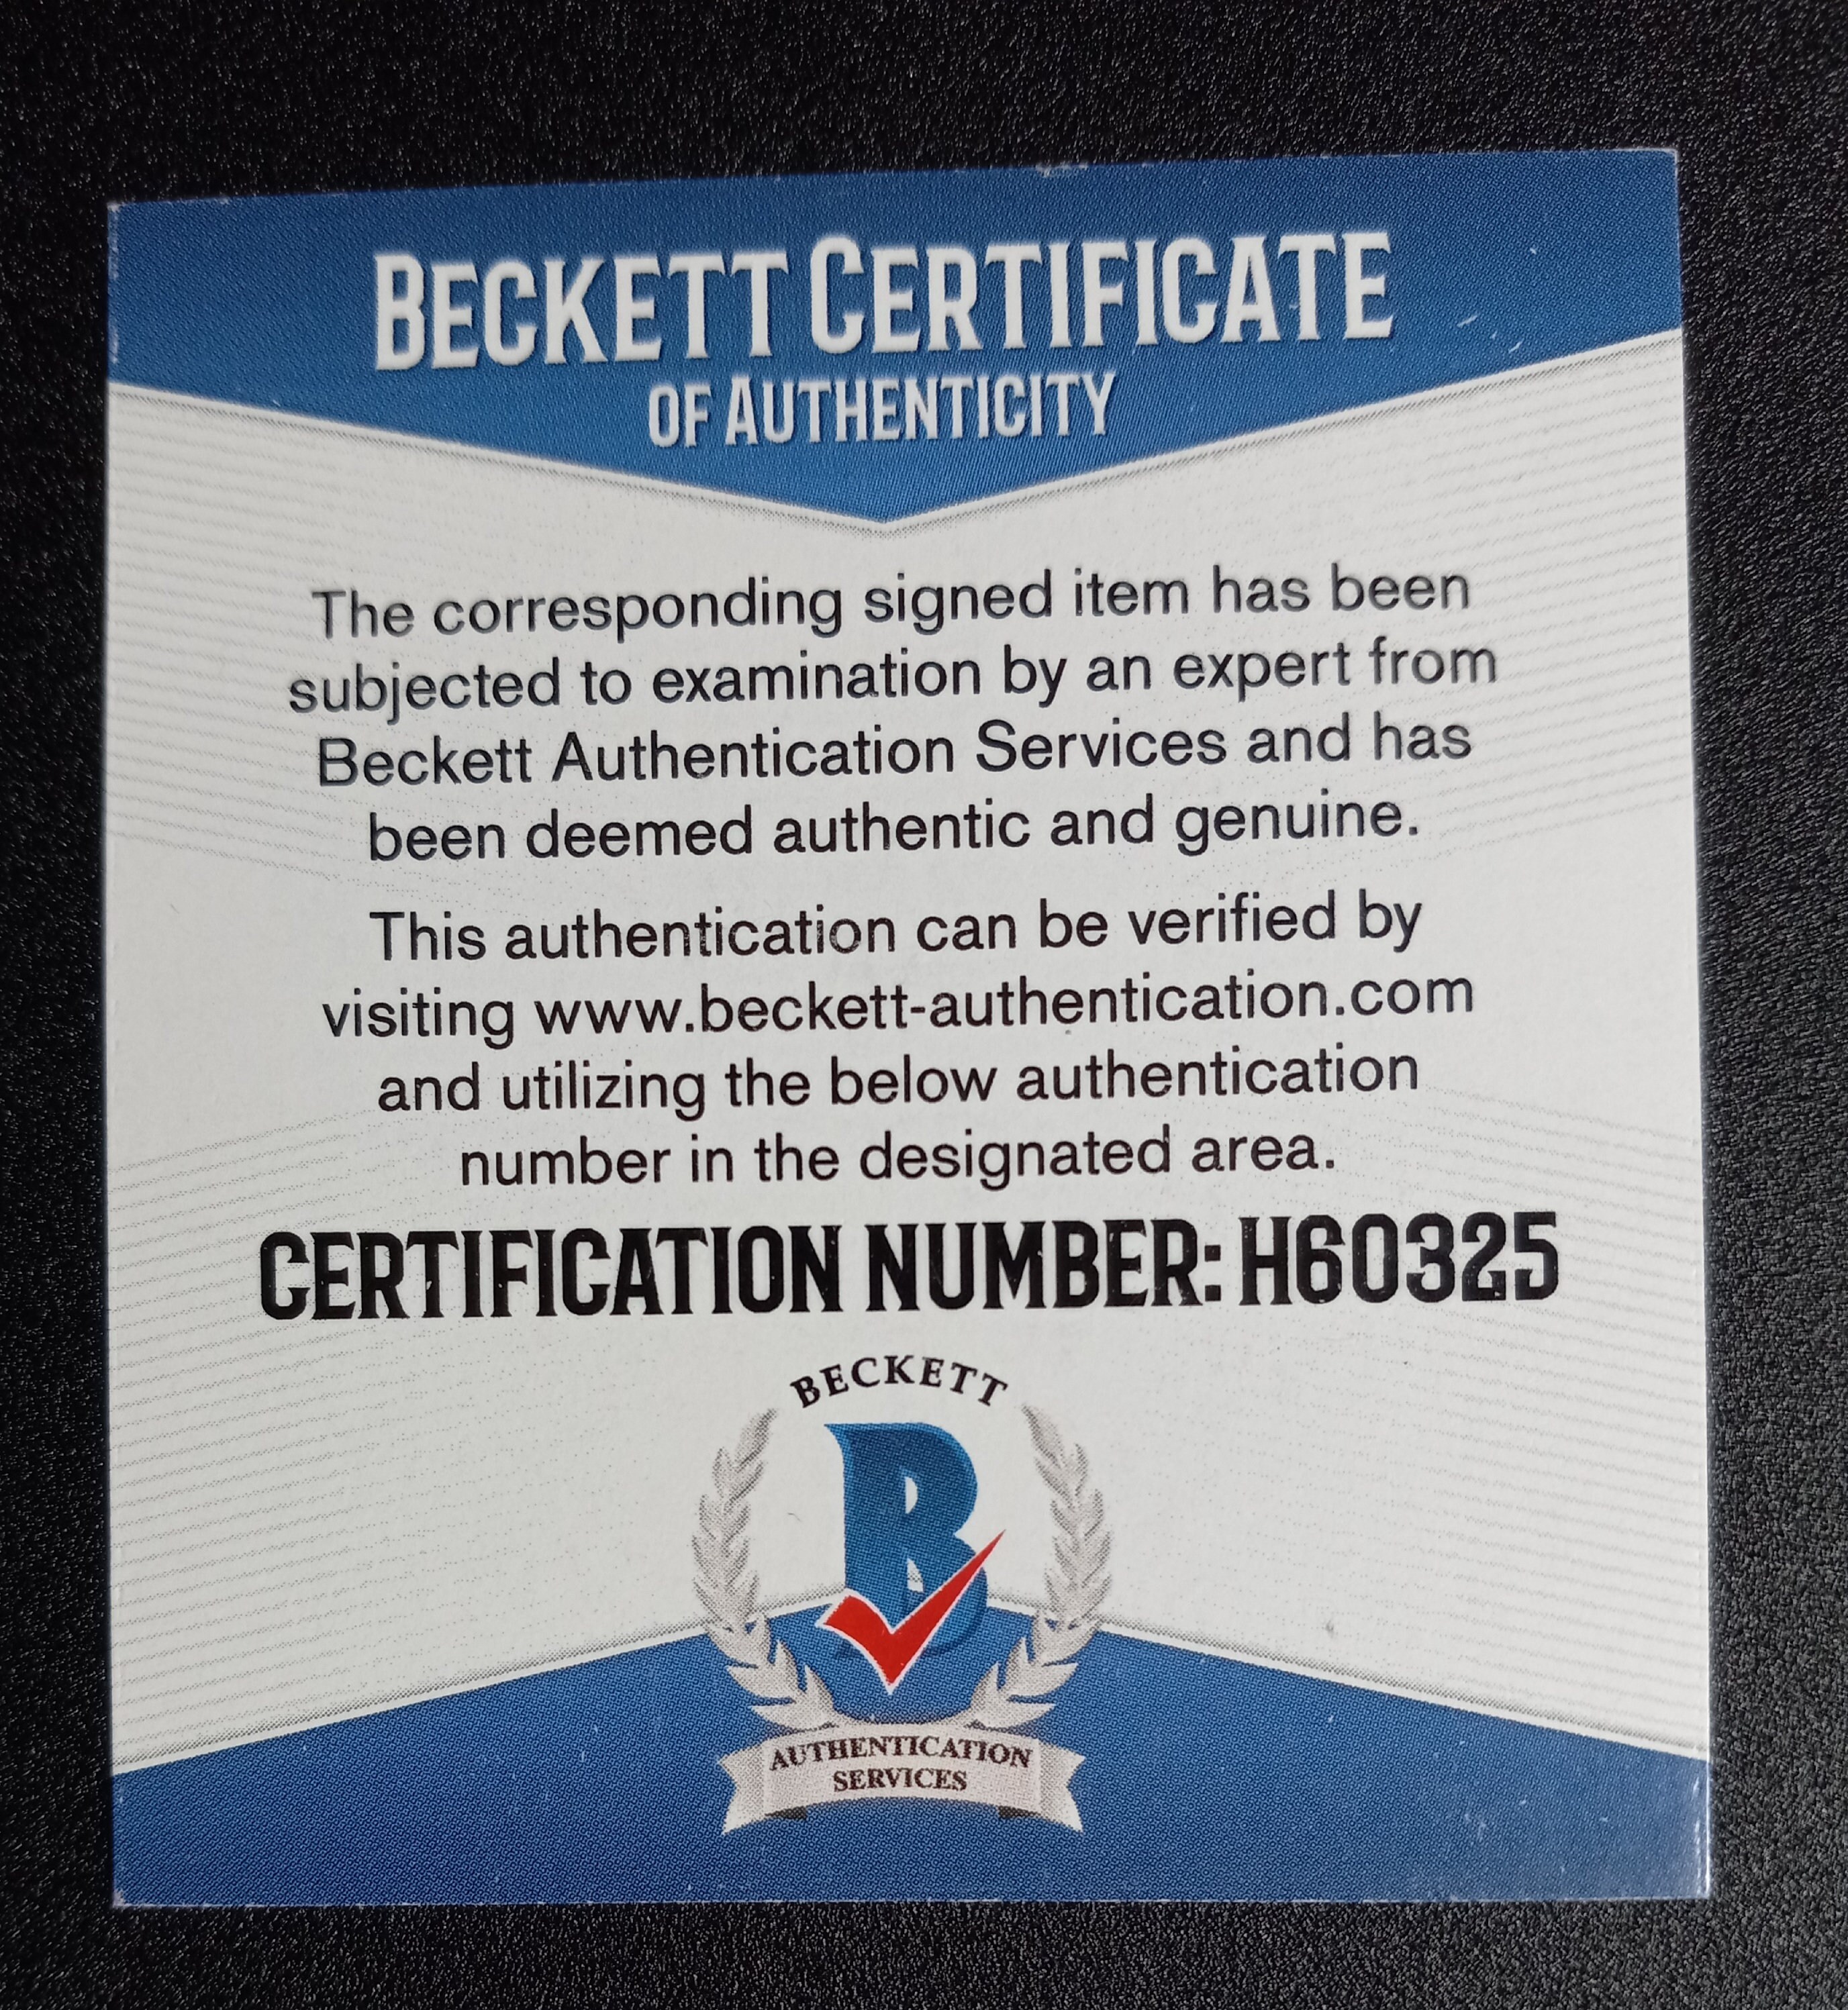 BECKETT CERTIFICATE
OF AUTHENTICITY
The corresponding signed item has been
subjected to examination by an expert from
Beckett Authentication Services and has
been deemed authentic and genuine.
This authentication can be verified by
visiting www.beckett-authentication.com
and utilizing the below authentication
number in the designated area.
CERTIFICATION NUMBER: H60325
BECKETT
B
AUTHENTICATION
SERVICES